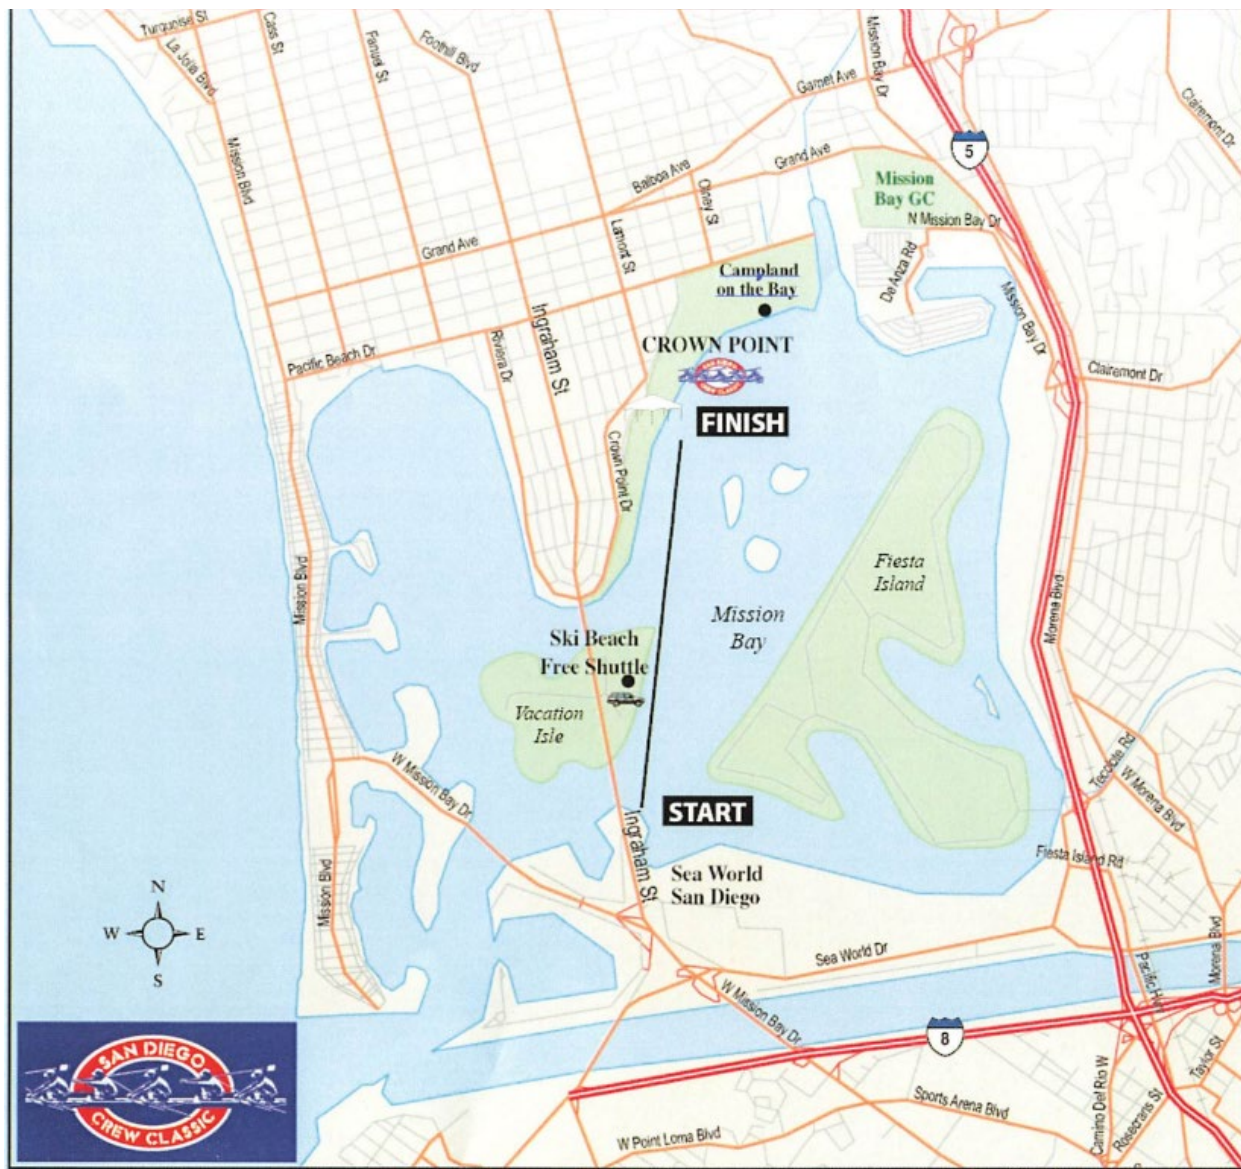 Turquoise St
La Jolla Blvd
Cass St
Fanuel St
Foothill Blvd
Mission Bay Dr
Garnet Ave
Clairemont Dr
5
Mission Blvd
Balboa Ave
Grand Ave
Olney St
Mission
Bay GC
N Mission Bay Dr
Grand Ave
Lamont St
De Anza Rd
Campland
on the Bay
Mission Bay Dr
Pacific Beach Dr
Riviera Dr
Ingraham St
CROWN POINT
SAN DIEGO
CREW CLASSIC
Clairemont Dr
FINISH
Crown Point Dr
Mission Blvd
Fiesta
Island
Mission
Bay
Morena Blvd
Ski Beach
Free Shuttle
Vacation
Isle
W Mission Bay Dr
START
Ingraham St
Tecolote Rd
W Morena Blvd
Fiesta Island Rd
Sea World
San Diego
Mission Blvd
N
W E
S
Sea World Dr
Morena Blvd
Pacific Hwy
W Mission Bay Dr
8
SAN DIEGO
CREW CLASSIC
Sports Arena Blvd
Camino Del Rio W
Rosecrans St
Taylor St
W Point Loma Blvd